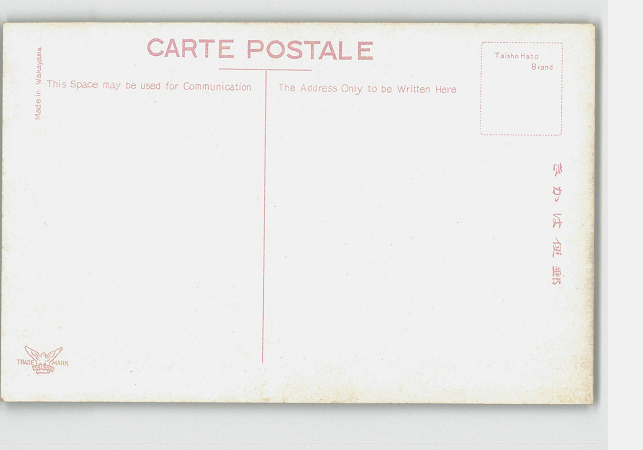 CARTE POSTALE
Made in Wakayama
This Space may be used for Communication
The Address Only to be Written Here
Taisho Hato
Brand
きかは便郵
TRADE MARK